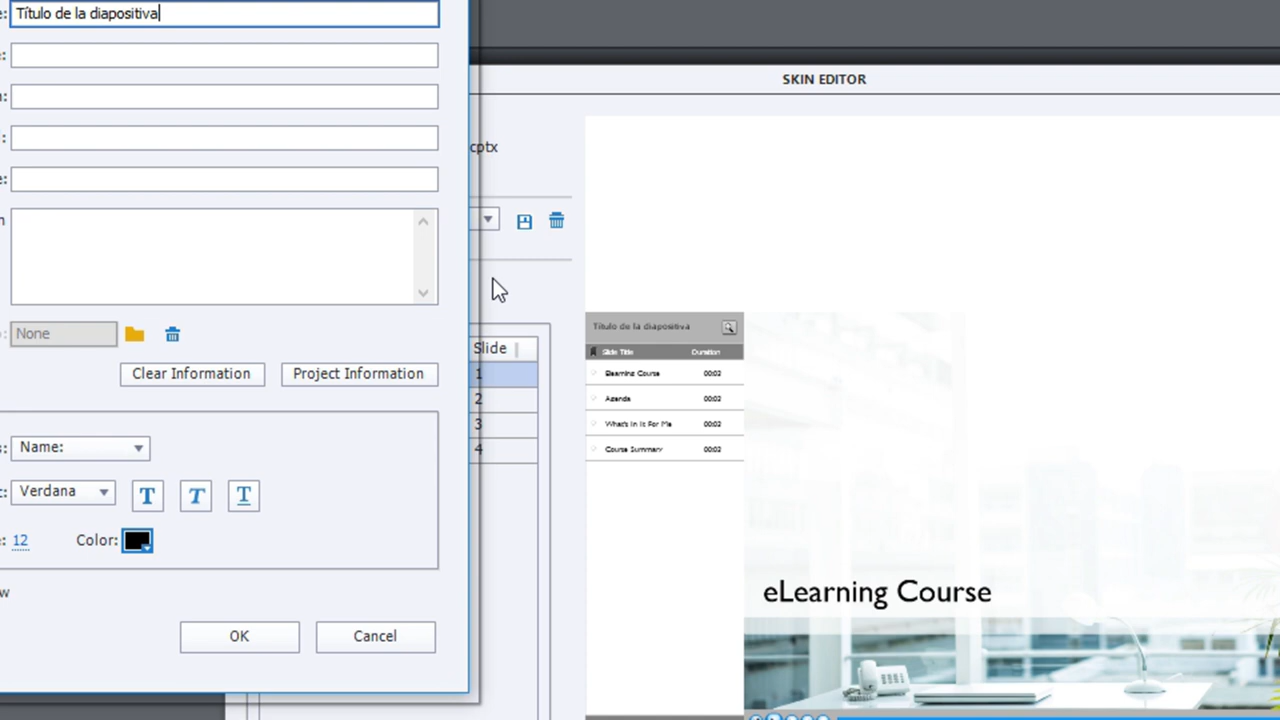 e: Título de la diapositiva
SKIN EDITOR
cptx
None
Clear Information
Project Information
Name:
Verdana
T T T
e: 12
Color:
w
OK
Cancel
Slide
1
2
3
4
Título de la diapositiva
Slide Title Duration
Elearning Course 00:02
Agenda 00:02
What's In It For Me 00:02
Course Summary 00:02
eLearning Course